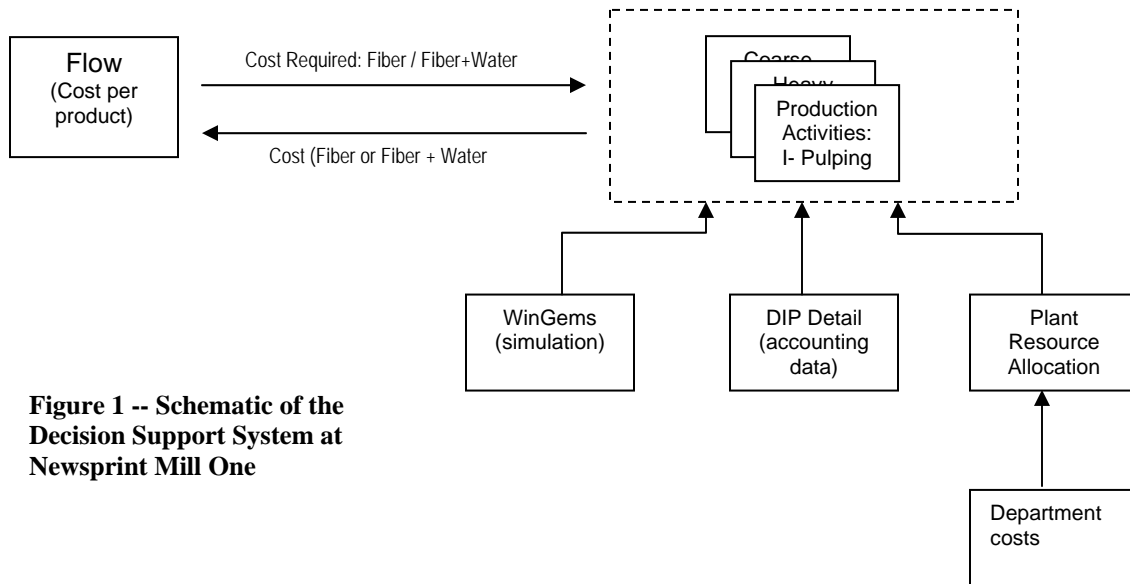 Flow
(Cost per
product)
Cost Required: Fiber / Fiber+Water
Cost (Fiber or Fiber + Water
Coarse
Heavy
Production
Activities:
I- Pulping
WinGems
(simulation)
DIP Detail
(accounting
data)
Plant
Resource
Allocation
Figure 1 -- Schematic of the
Decision Support System at
Newsprint Mill One
Department
costs